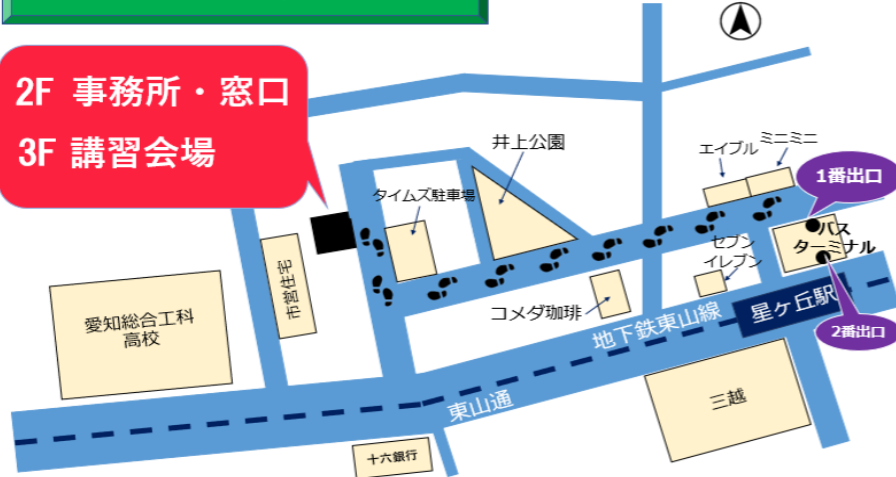 2F 事務所・窓口
3F 講習会場
井上公園
エイブル
ミニミニ
1番出口
タイムズ駐車場
バス
ターミナル
セブン
イレブン
市営住宅
愛知総合工科
高校
コメダ珈琲
地下鉄東山線
星ヶ丘駅
2番出口
東山通
三越
十六銀行